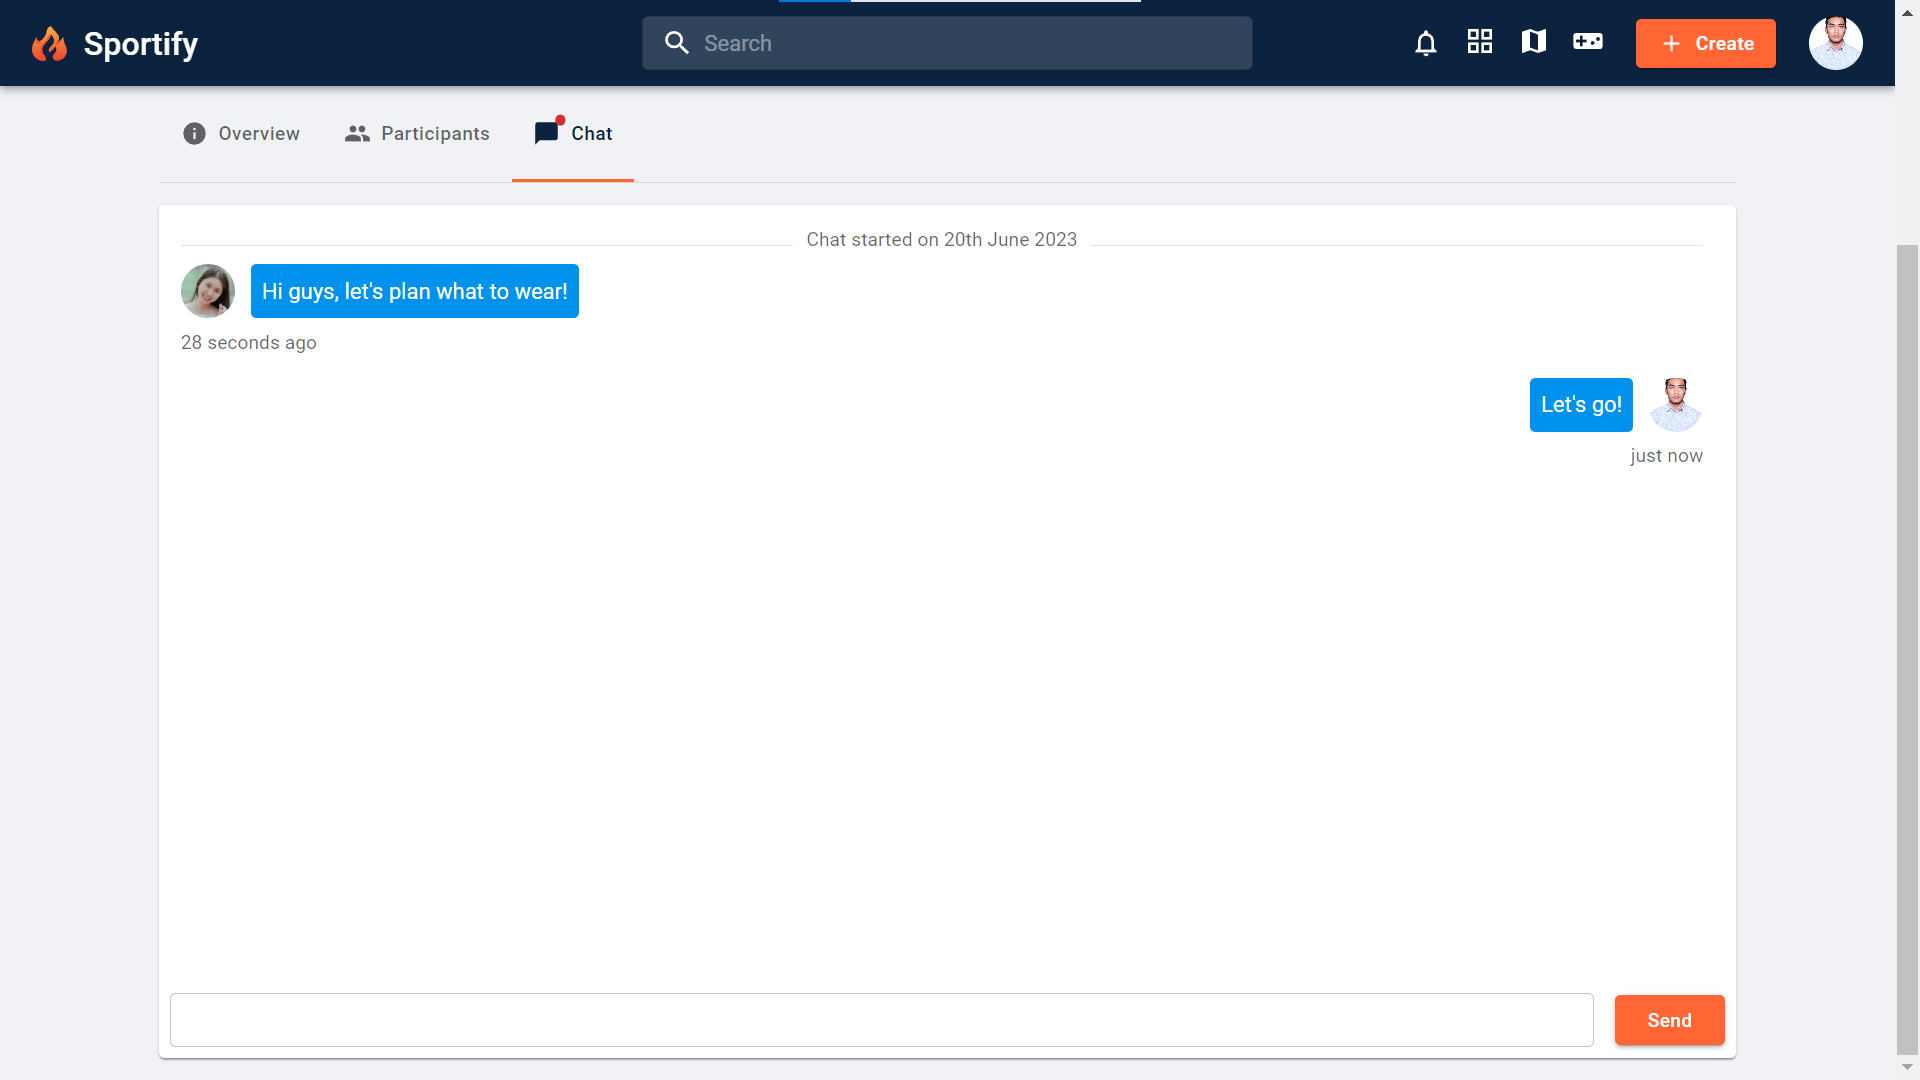 Sportify
Search
Create
Overview
Participants
Chat
Chat started on 20th June 2023
Hi guys, let's plan what to wear!
28 seconds ago
Let's go!
just now
Send